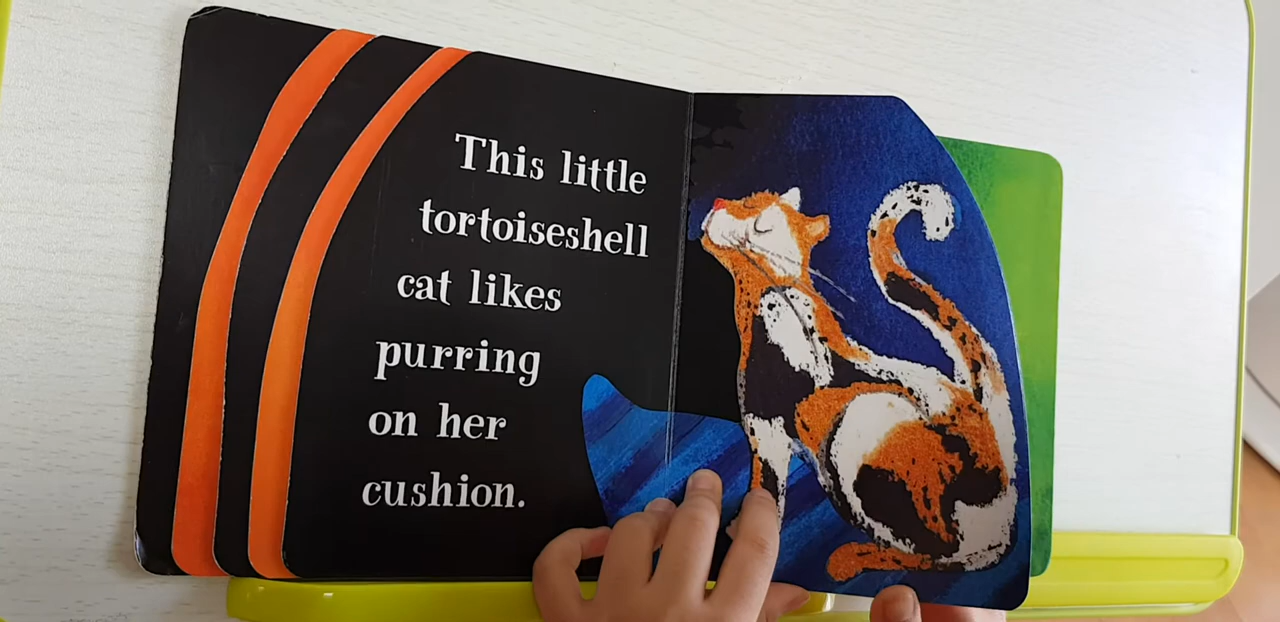 This little
tortoiseshell
cat likes
purring
on her
cushion.